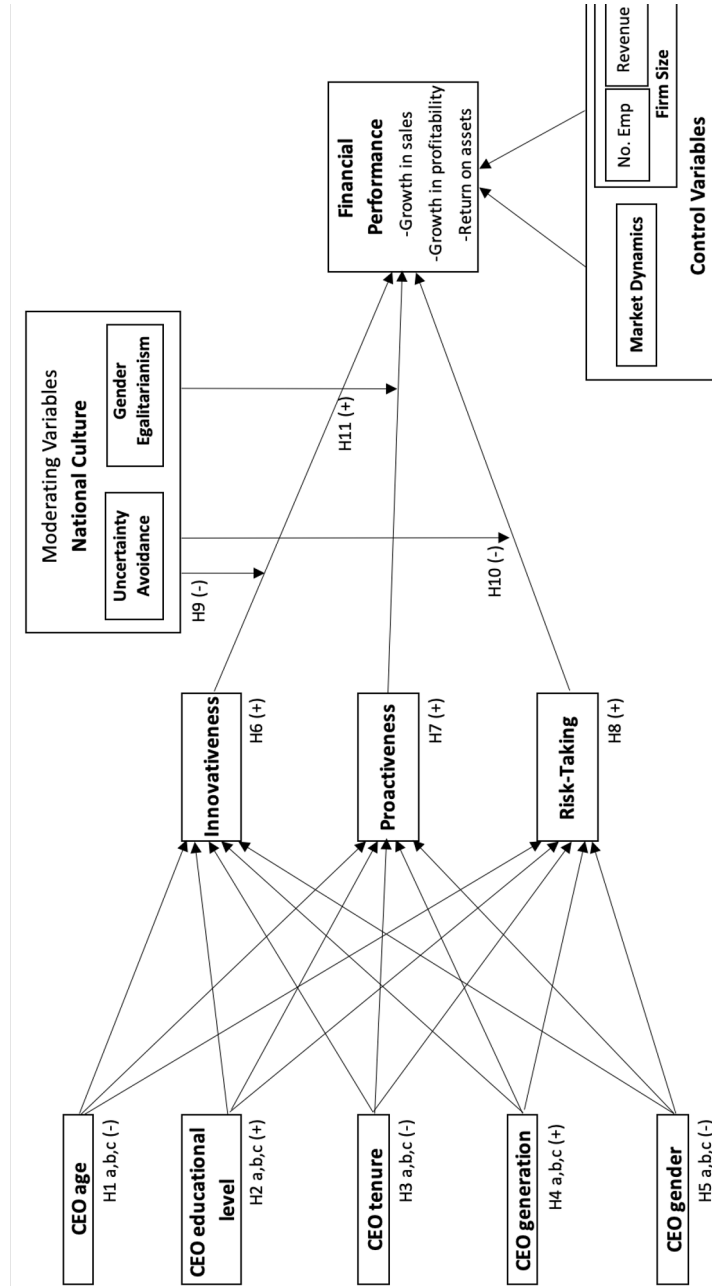 Moderating Variables
National Culture
Uncertainty
Avoidance
Gender
Egalitarianism
CEO age
H1 a,b,c (-)
CEO educational
level
H2 a,b,c (+)
CEO tenure
H3 a,b,c (-)
CEO generation
H4 a,b,c (+)
CEO gender
H5 a,b,c (-)
Innovativeness
H6 (+)
Proactiveness
H7 (+)
Risk-Taking
H8 (+)
H9 (-)
H10 (-)
H11 (+)
Financial
Performance
-Growth in sales
-Growth in profitability
-Return on assets
Market Dynamics
No. Emp
Revenue
Firm Size
Control Variables